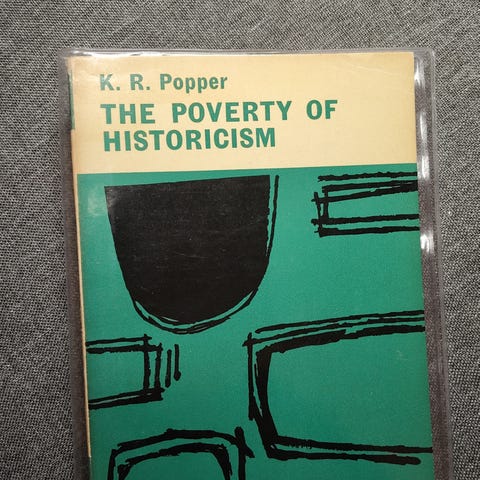 K. R. Popper
THE POVERTY OF
HISTORICISM